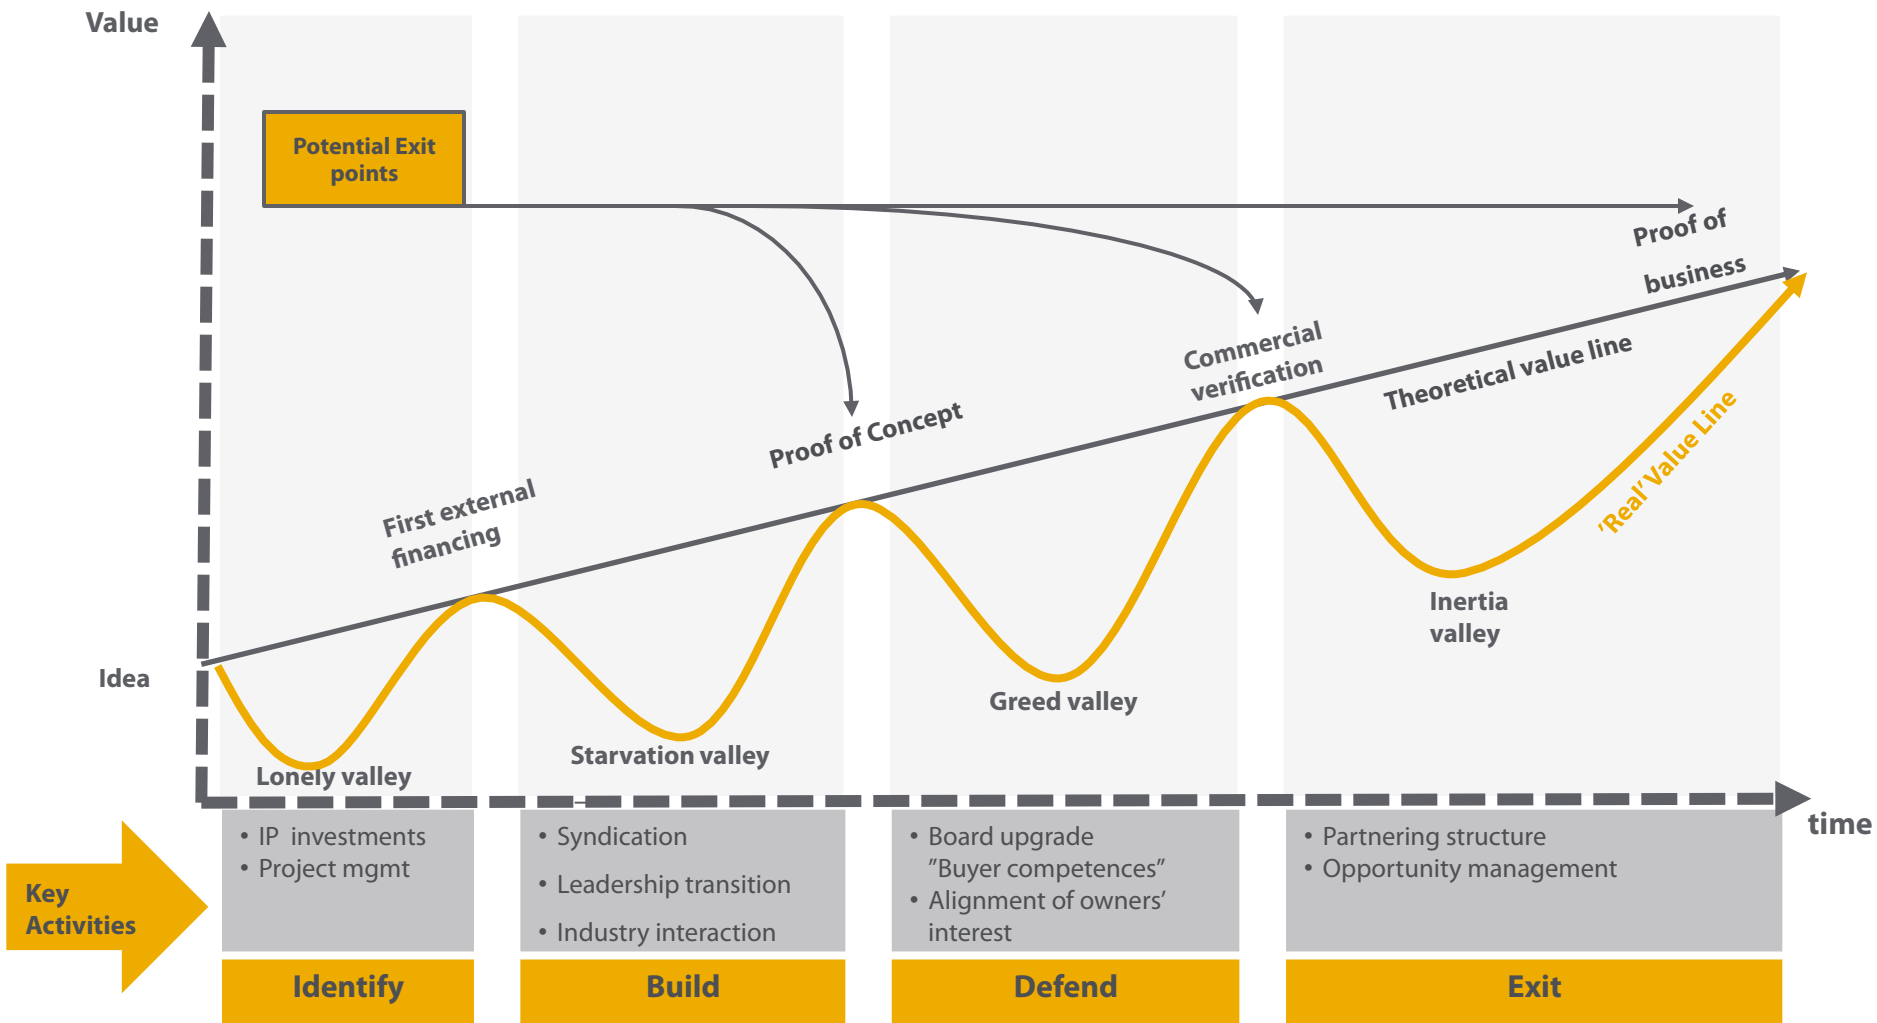 Value
Potential Exit
points
Proof of
business
Commercial
verification
Theoretical value line
Proof of Concept
'Real' Value Line
First external
financing
Inertia
valley
Idea
Greed valley
Starvation valley
Lonely valley
time
Key
Activities
• IP investments
• Project mgmt
• Syndication
• Leadership transition
• Industry interaction
• Board upgrade
”Buyer competences”
• Alignment of owners’
interest
• Partnering structure
• Opportunity management
Identify
Build
Defend
Exit